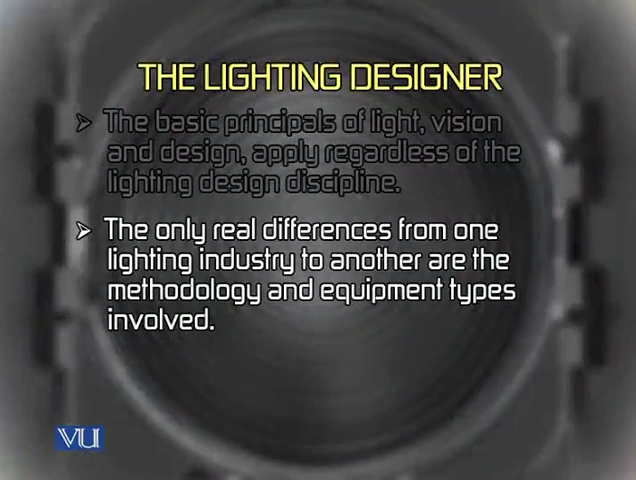 THE LIGHTING DESIGNER
The basic principals of light, vision
and design, apply regardless of the
lighting design discipline.
The only real differences from one
lighting industry to another are the
methodology and equipment types
involved.
VU